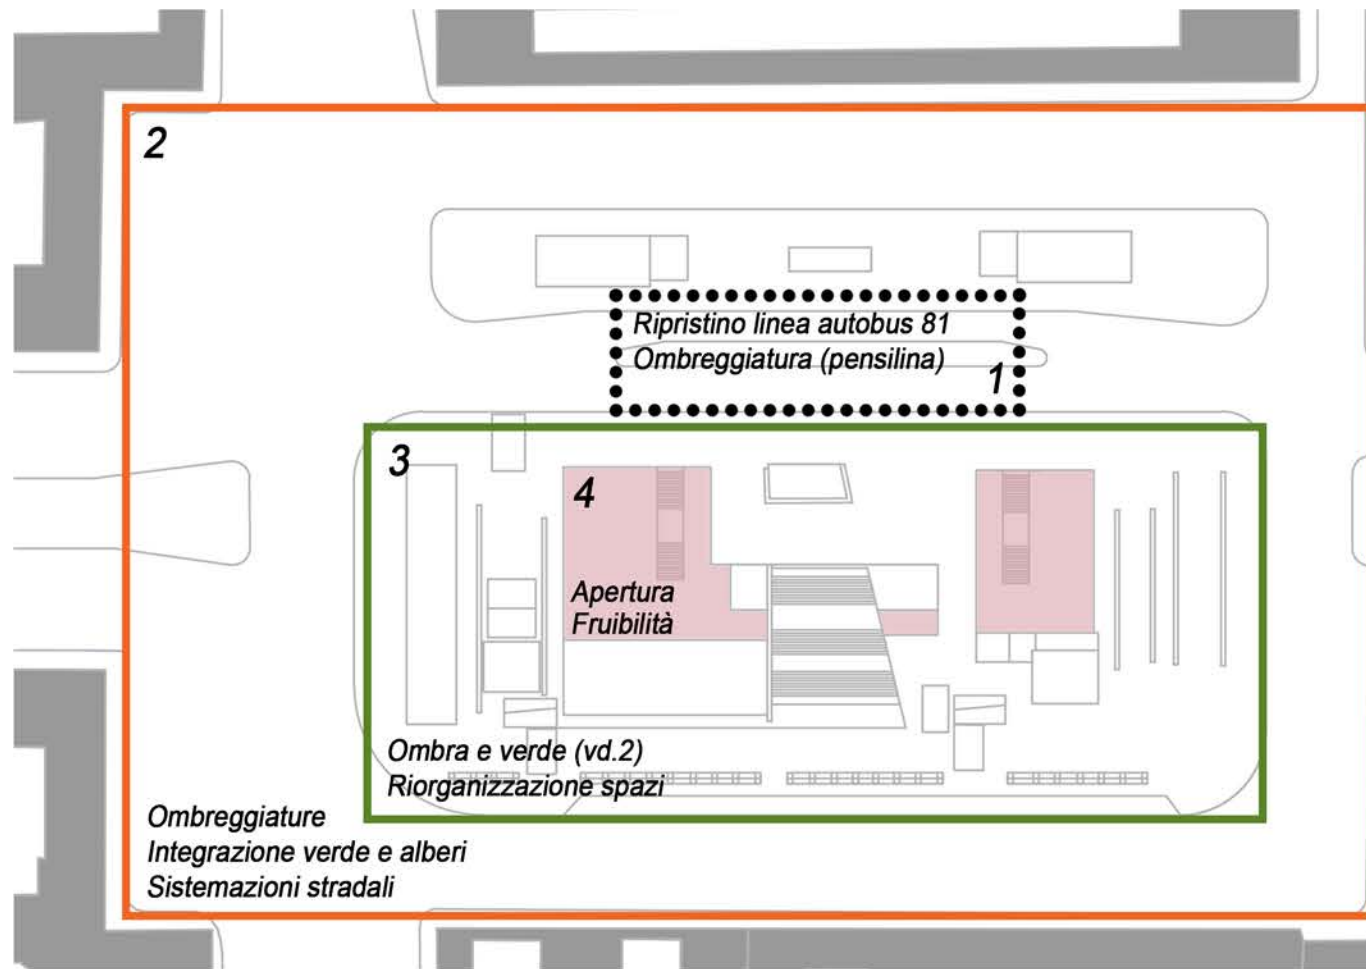 2
Ripristino linea autobus 81
Ombreggiatura (pensilina)
1
3
4
Apertura
Fruibilità
Ombra e verde (vd.2)
Riorganizzazione spazi
Ombreggiature
Integrazione verde e alberi
Sistemazioni stradali